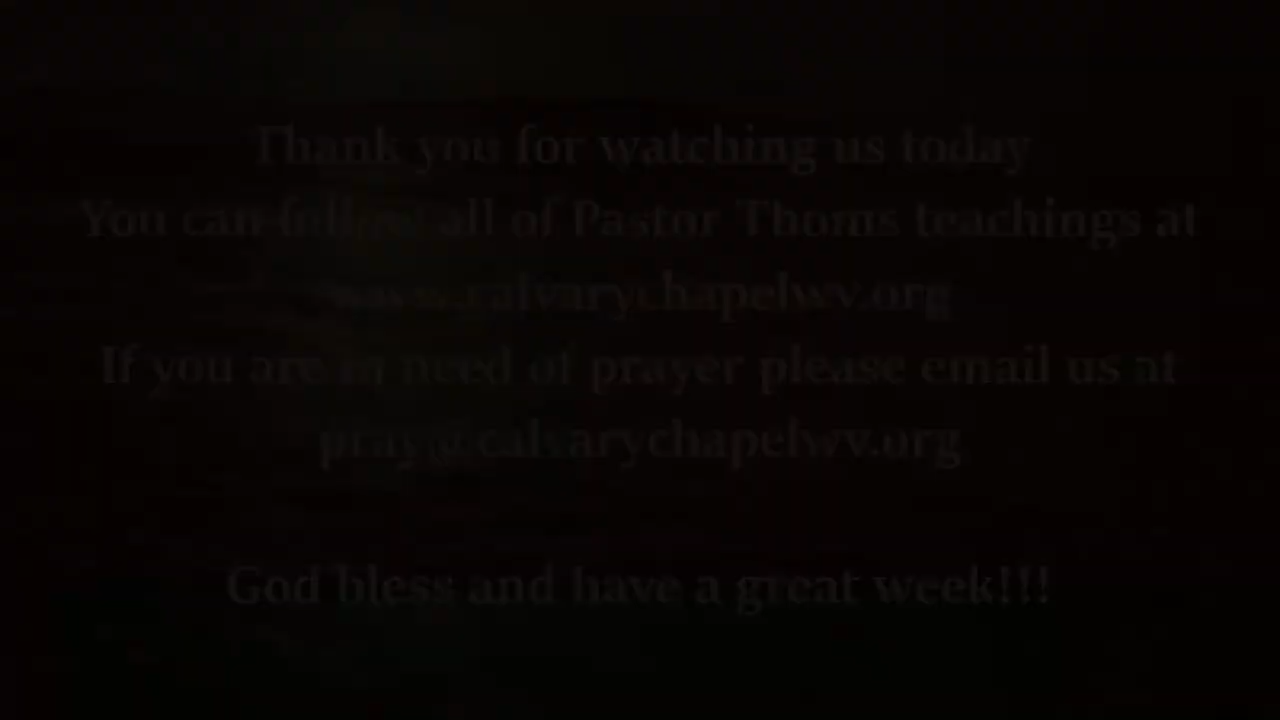 Thank you for watching us today
You can follow all of Pastor Thoms teachings at
www.calvarychapelwv.org
If you are in need of prayer please email us at
pray@calvarychapelwv.org
God bless and have a great week!!!